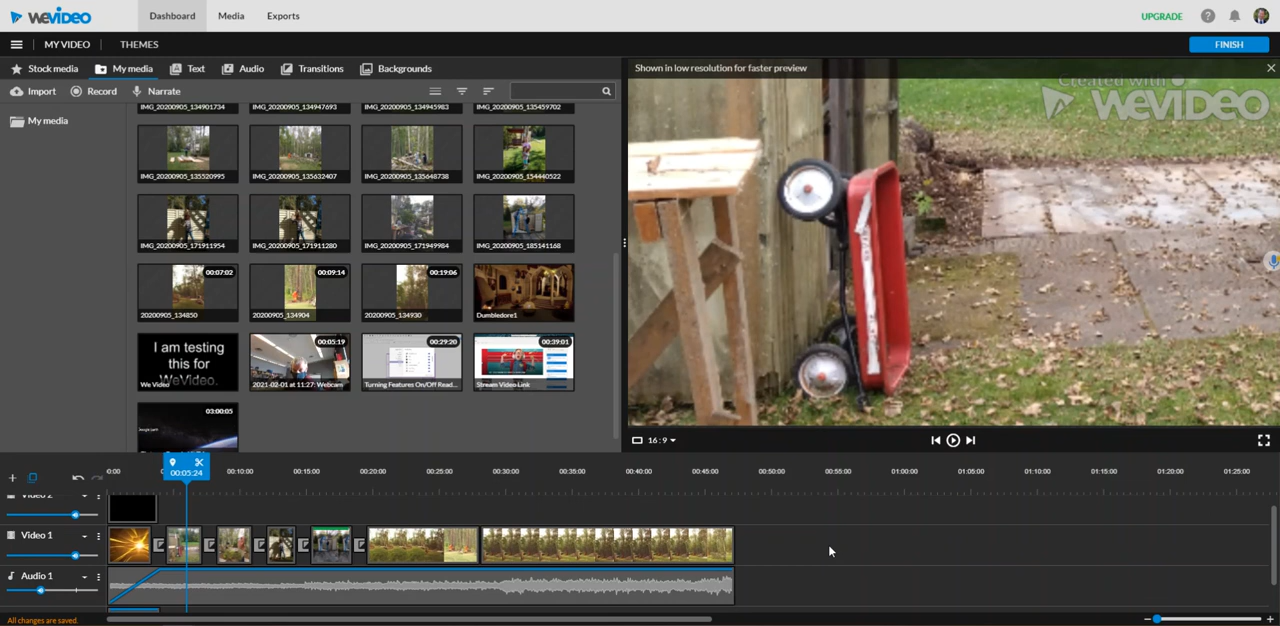 WEVIDEO
Dashboard
Media
Exports
UPGRADE
MY VIDEO
THEMES
FINISH
Stock media
My media
Text
Audio
Transitions
Backgrounds
Import
Record
Narrate
My media
IMG_20200905_134901734
IMG_20200905_134947693
IMG_20200905_134945983
IMG_20200905_135459702
IMG_20200905_135520995
IMG_20200905_135632407
IMG_20200905_135648738
IMG_20200905_154440522
IMG_20200905_171911954
IMG_20200905_171911280
IMG_20200905_171949984
IMG_20200905_185141168
00:07:02
20200905_134850
00:09:14
20200905_134904
00:19:06
20200905_134930
Dumbledore1
I am testing
this for
WeVideo.
We Video
00:05:19
2021-02-01 at 11:27: Webcam
00:29:20
Turning Features On/Off Read...
00:39:01
Stream Video Link
03:00:05
Shown in low resolution for faster preview
Created with
WEVIDEO
16:9
0:00
00:05:24
00:10:00
00:15:00
00:20:00
00:25:00
00:30:00
00:35:00
00:40:00
00:45:00
00:50:00
00:55:00
01:00:00
01:05:00
01:10:00
01:15:00
01:20:00
01:25:00
Video 2
Video 1
Audio 1
All changes are saved.